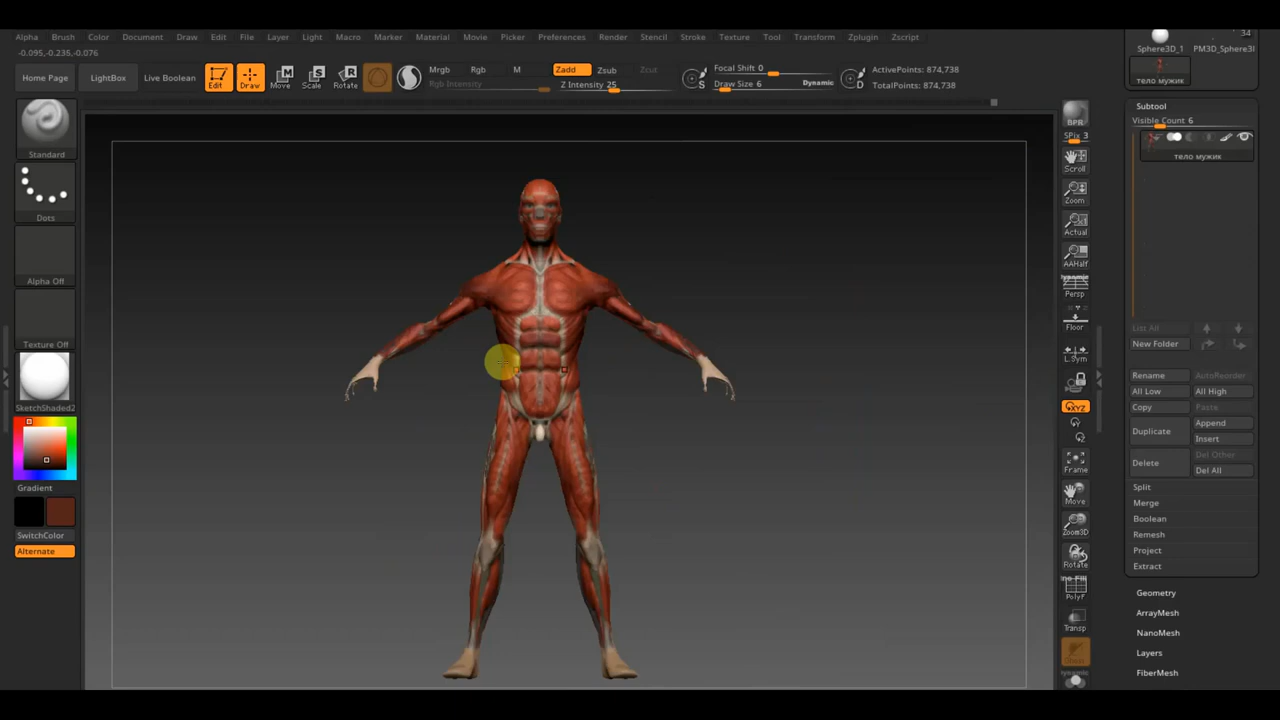 Alpha Brush Color Document Draw Edit File Layer Light Macro Marker Material Movie Picker Preferences Render Stencil Stroke Texture Tool Transform Zplugin Zscript
-0.095,-0.235,-0.076
Home Page LightBox Live Boolean Edit Draw Move Scale Rotate
Mrgb Rgb M Zadd Zsub Zcut
Rgb Intensity Z Intensity 25
Focal Shift 0
Draw Size 6 Dynamic
ActivePoints: 874,738
TotalPoints: 874,738
34
Sphere3D_1
тело мужик
Subtool
Visible Count 6
тело мужик
List All
New Folder
Rename AutoReorder
All Low All High
Copy Paste
Duplicate Append
Insert
Delete Del Other
Del All
Split
Merge
Boolean
Remesh
Project
Extract
Geometry
ArrayMesh
NanoMesh
Layers
FiberMesh
Standard
Dots
Alpha Off
Texture Off
SketchShaded2
Gradient
SwitchColor
Alternate
BPR
SPix 3
Scroll
Zoom
Actual
AAHalf
Persp
Floor
L.Sym
XYZ
Frame
Move
Zoom3D
Rotate
PolyF
Transp